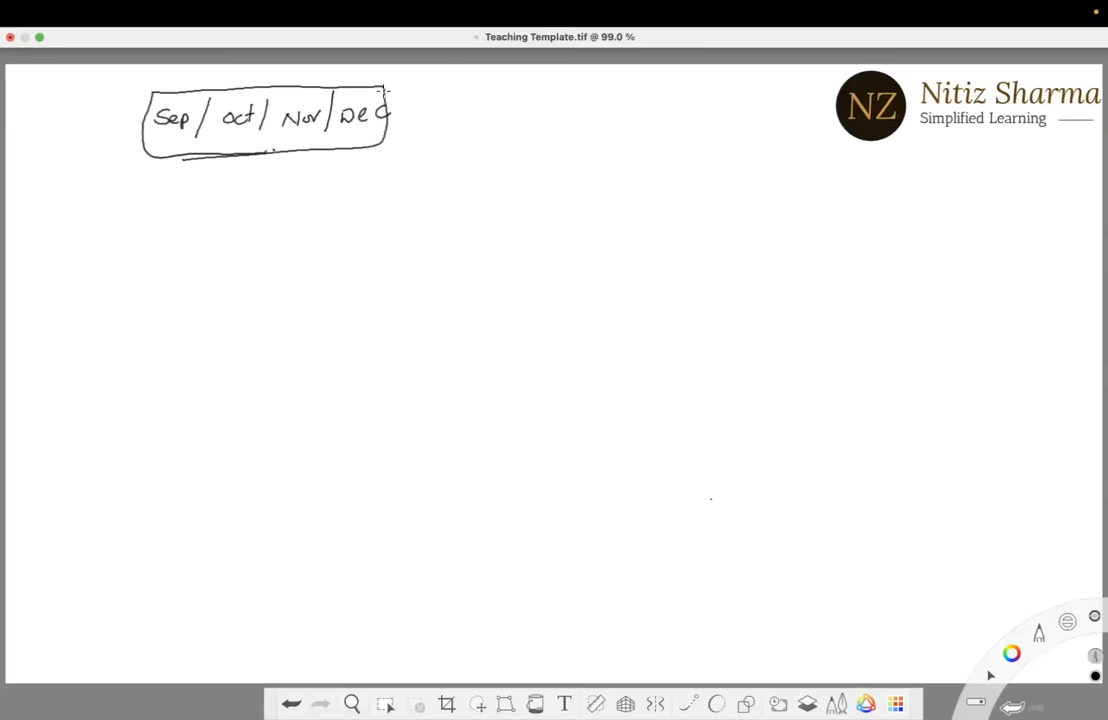 Teaching Template.tif @ 99.0 %
Sep / Oct / Nov / Dec
NZ
Nitiz Sharma
Simplified Learning
T